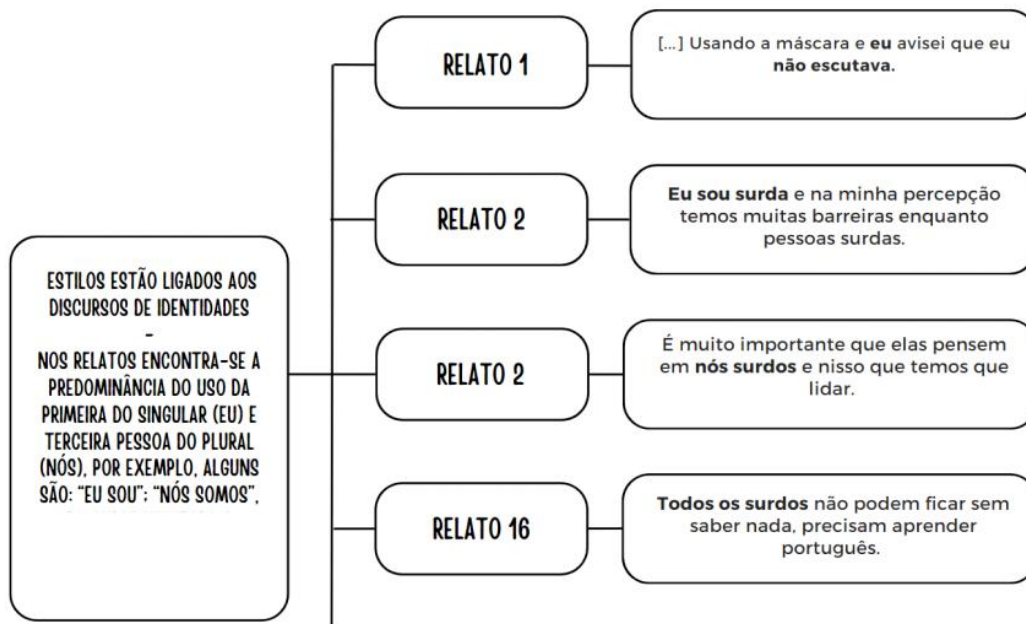 ESTILOS ESTÃO LIGADOS AOS
DISCURSOS DE IDENTIDADES
-
NOS RELATOS ENCONTRA-SE A
PREDOMINÂNCIA DO USO DA
PRIMEIRA DO SINGULAR (EU) E
TERCEIRA PESSOA DO PLURAL
(NÓS), POR EXEMPLO, ALGUNS
SÃO: “EU SOU”; “NÓS SOMOS”,
RELATO 1
[...] Usando a máscara e eu avisei que eu
não escutava.
RELATO 2
Eu sou surda e na minha percepção
temos muitas barreiras enquanto
pessoas surdas.
RELATO 2
É muito importante que elas pensem
em nós surdos e nisso que temos que
lidar.
RELATO 16
Todos os surdos não podem ficar sem
saber nada, precisam aprender
português.